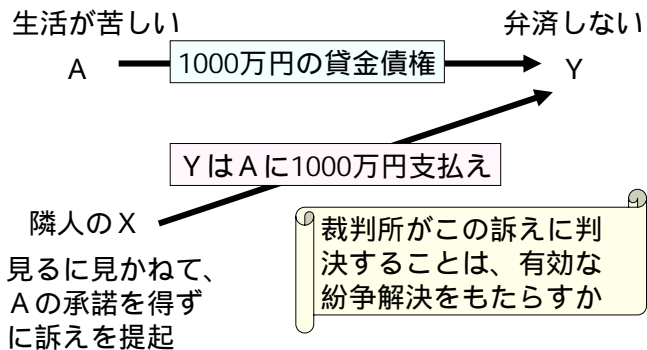 生活が苦しい
弁済しない
A
1000万円の貸金債権
Y
YはAに1000万円支払え
隣人のX
見るに見かねて、
Aの承諾を得ず
に訴えを提起
裁判所がこの訴えに判
決することは、有効な
紛争解決をもたらすか